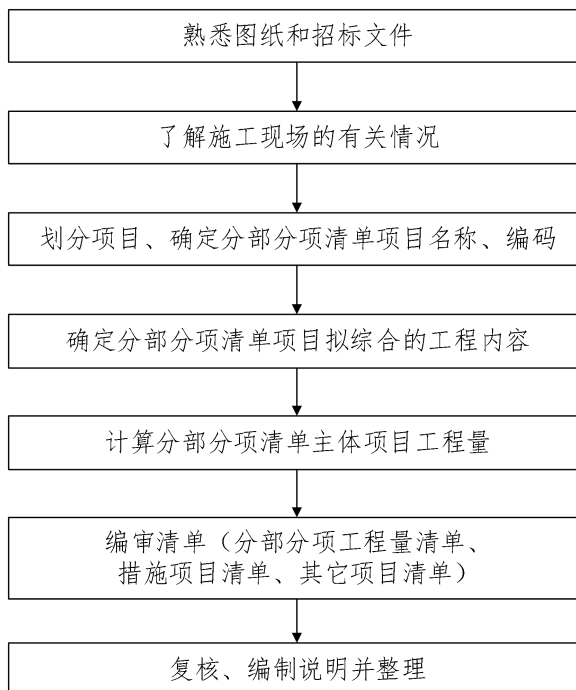 熟悉图纸和招标文件
了解施工现场的有关情况
划分项目、确定分部分项清单项目名称、编码
确定分部分项清单项目拟综合的工程内容
计算分部分项清单主体项目工程量
编审清单（分部分项工程量清单、
措施项目清单、其它项目清单）
复核、编制说明并整理